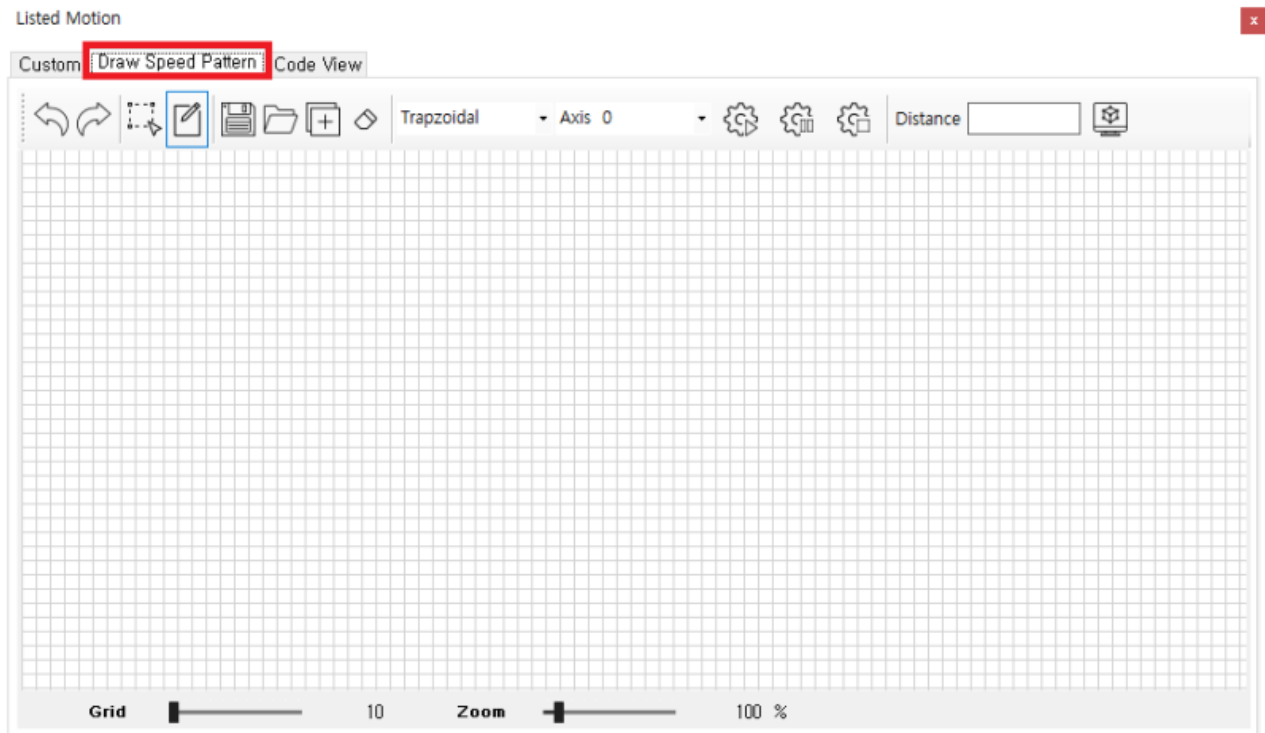 Listed Motion
x
Custom Draw Speed Pattern Code View
Trapzoidal Axis 0 Distance
Grid 10 Zoom 100 %